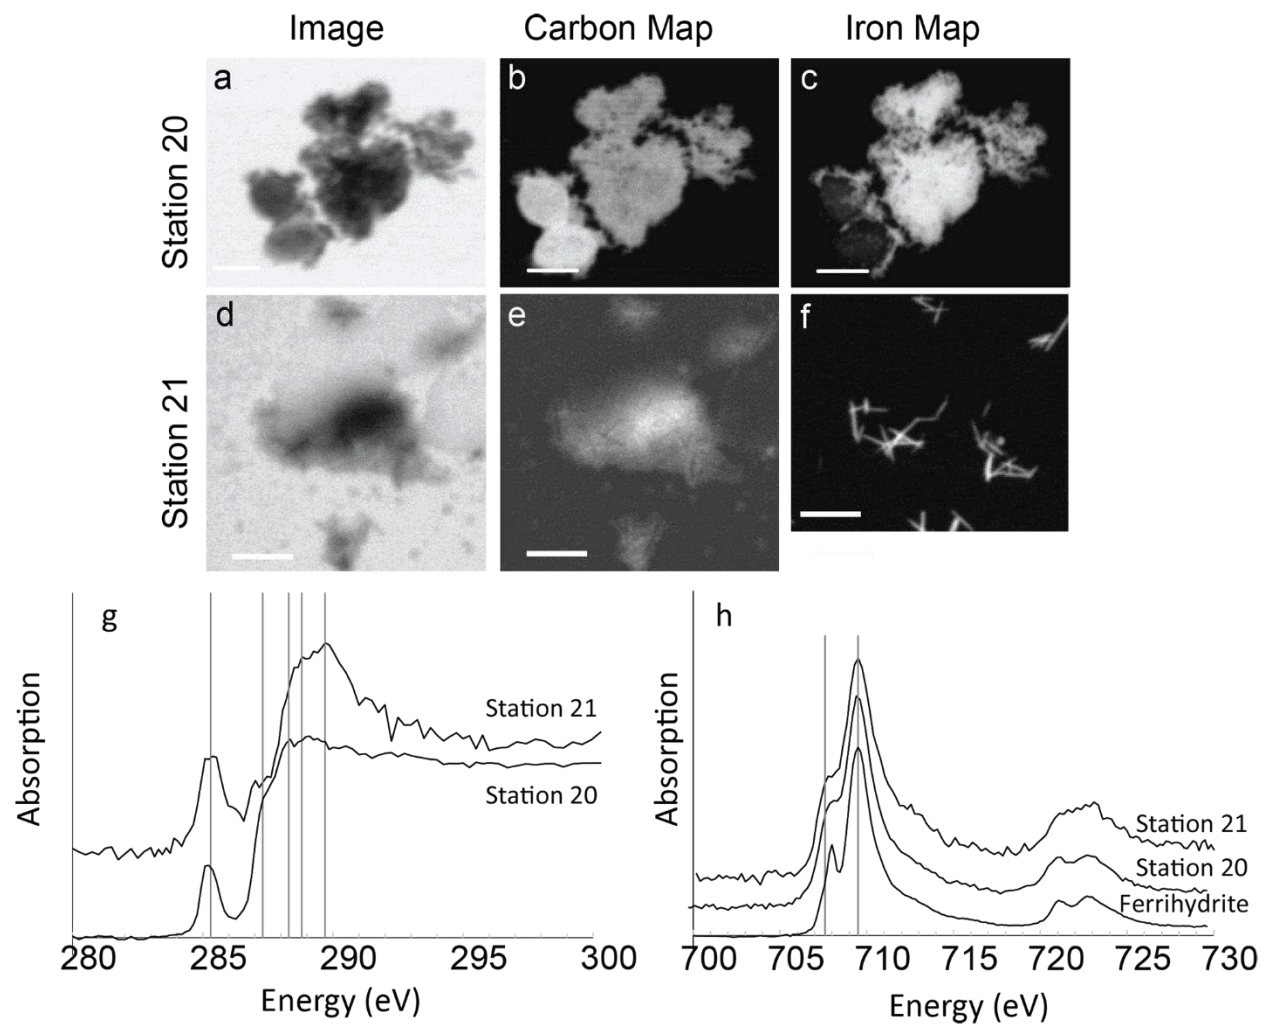 Image Carbon Map Iron Map
a b c
Station 20
d e f
Station 21
g h
Absorption
Station 21
Station 20
280 285 290 295 300
Energy (eV)
Absorption
Station 21
Station 20
Ferrihydrite
700 705 710 715 720 725 730
Energy (eV)